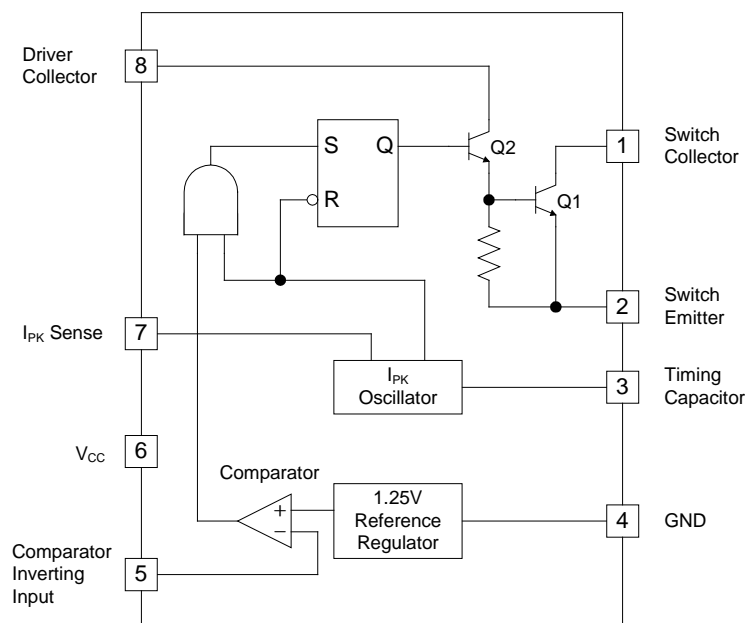 Driver
Collector
8
S
Q
Q2
R
1
Switch
Collector
Q1
2
Switch
Emitter
IPK Sense
7
IPK
Oscillator
3
Timing
Capacitor
VCC
6
Comparator
+
−
1.25V
Reference
Regulator
4
GND
Comparator
Inverting
Input
5